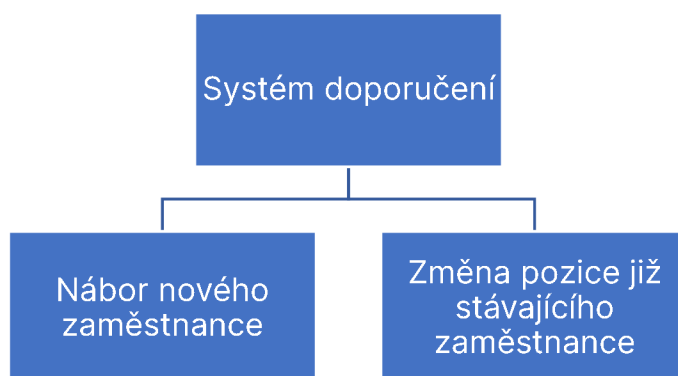 Systém doporučení
Nábor nového
zaměstnance
Změna pozice již
stávajícího
zaměstnance